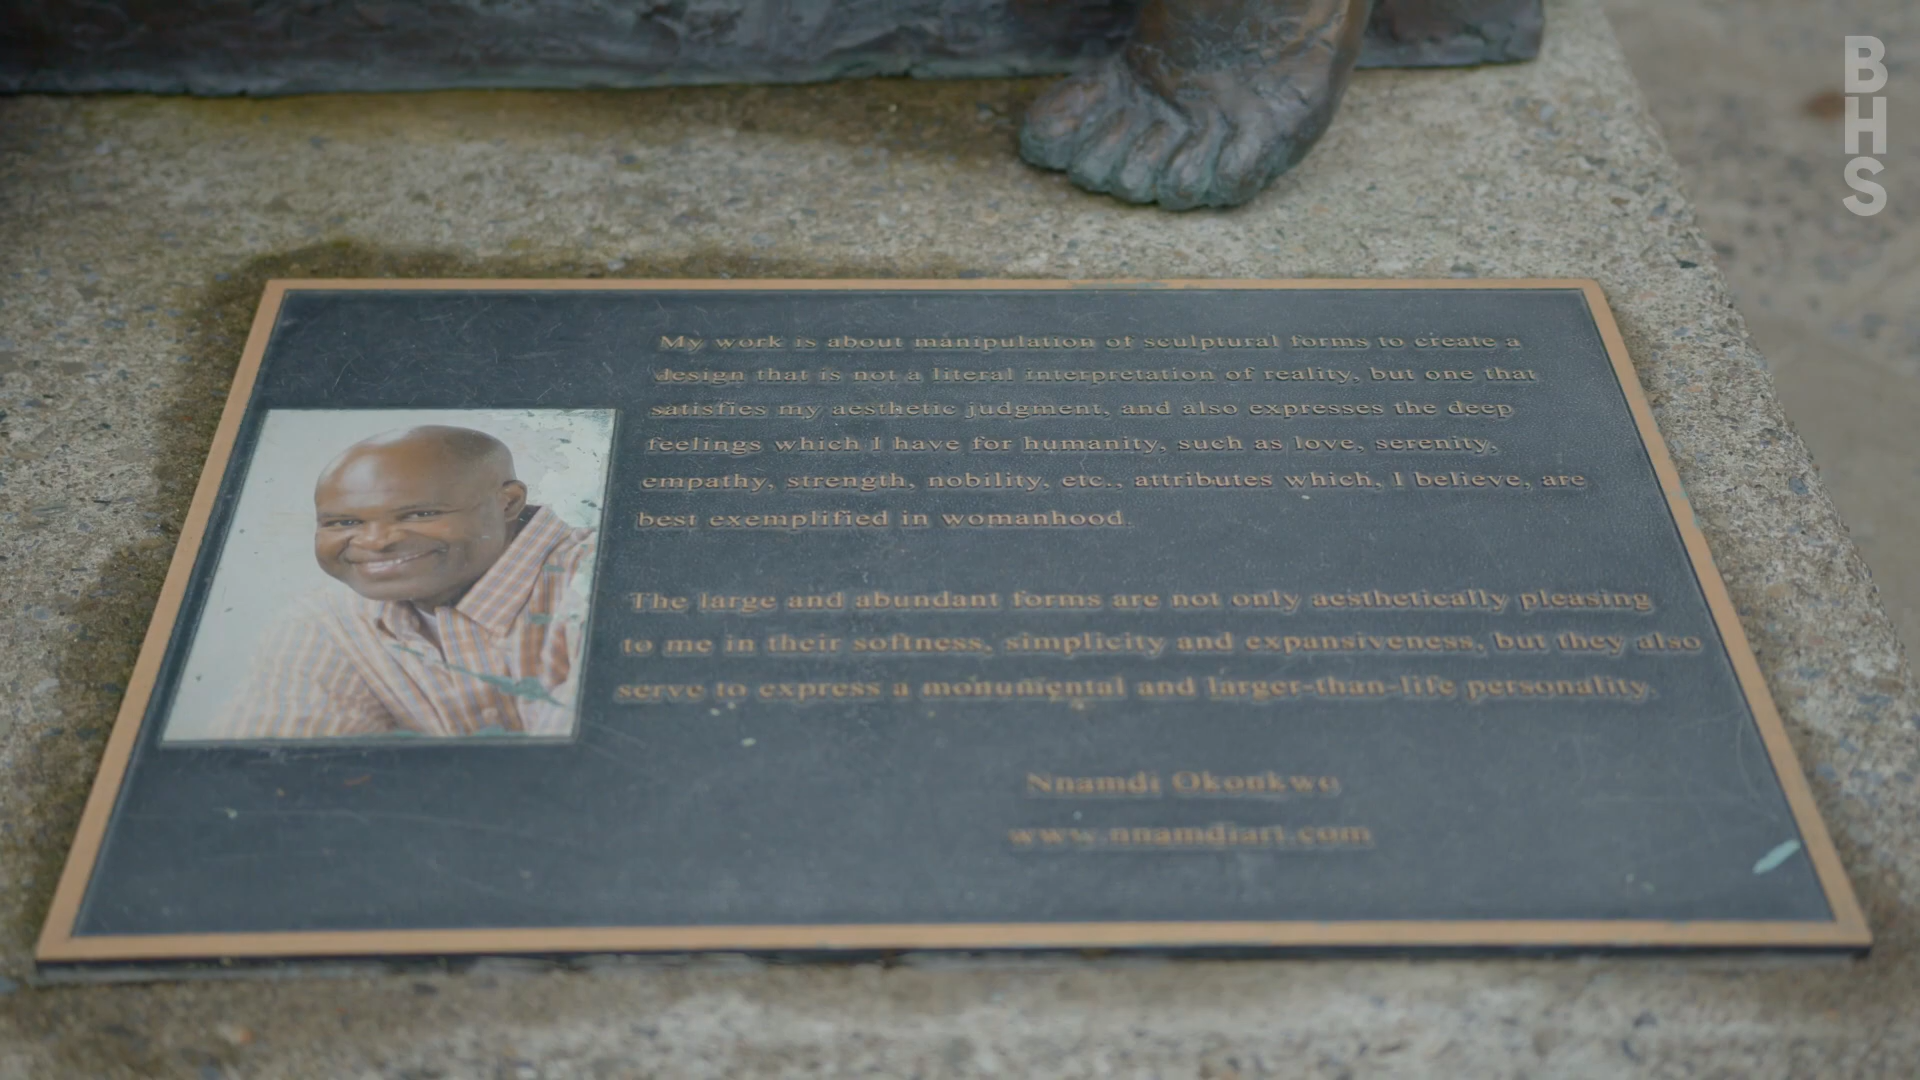 BHS
My work is about manipulation of sculptural forms to create a
design that is not a literal interpretation of reality, but one that
satisfies my aesthetic judgment, and also expresses the deep
feelings which I have for humanity, such as love, serenity,
empathy, strength, nobility, etc., attributes which, I believe, are
best exemplified in womanhood.
The large and abundant forms are not only aesthetically pleasing
to me in their softness, simplicity and expansiveness, but they also
serve to express a monumental and larger-than-life personality.
Nnamdi Okonkwo
www.nnamdiart.com